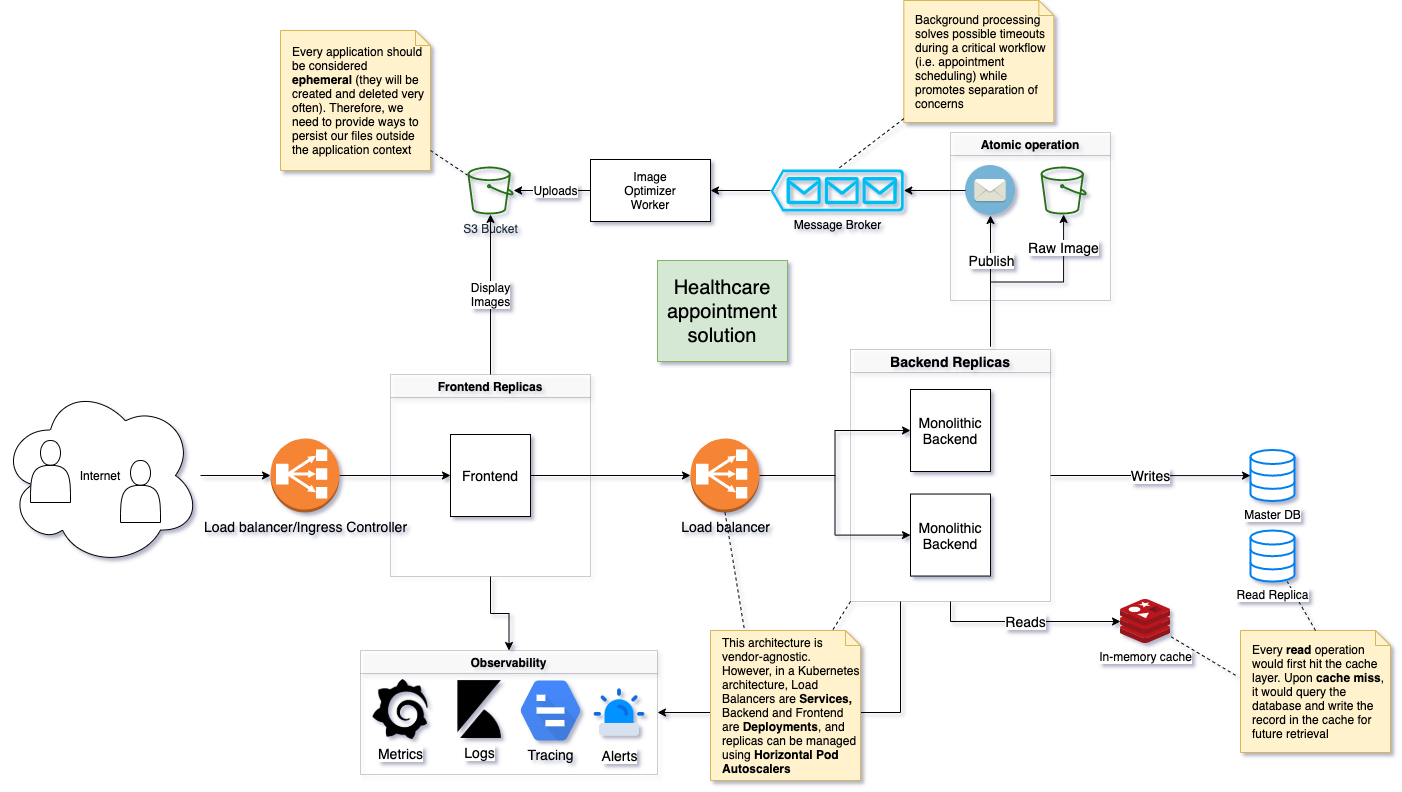 Every application should
be considered
ephemeral (they will be
created and deleted very
often). Therefore, we
need to provide ways to
persist our files outside
the application context
Background processing
solves possible timeouts
during a critical workflow
(i.e. appointment
scheduling) while
promotes separation of
concerns
Atomic operation
Publish
Raw Image
Message Broker
Image
Optimizer
Worker
Uploads
S3 Bucket
Display
Images
Healthcare
appointment
solution
Internet
Load balancer/Ingress Controller
Frontend Replicas
Frontend
Load balancer
Backend Replicas
Monolithic
Backend
Monolithic
Backend
Writes
Master DB
Read Replica
Reads
In-memory cache
Observability
Metrics
Logs
Tracing
Alerts
This architecture is
vendor-agnostic.
However, in a Kubernetes
architecture, Load
Balancers are Services,
Backend and Frontend
are Deployments, and
replicas can be managed
using Horizontal Pod
Autoscalers
Every read operation
would first hit the cache
layer. Upon cache miss,
it would query the
database and write the
record in the cache for
future retrieval